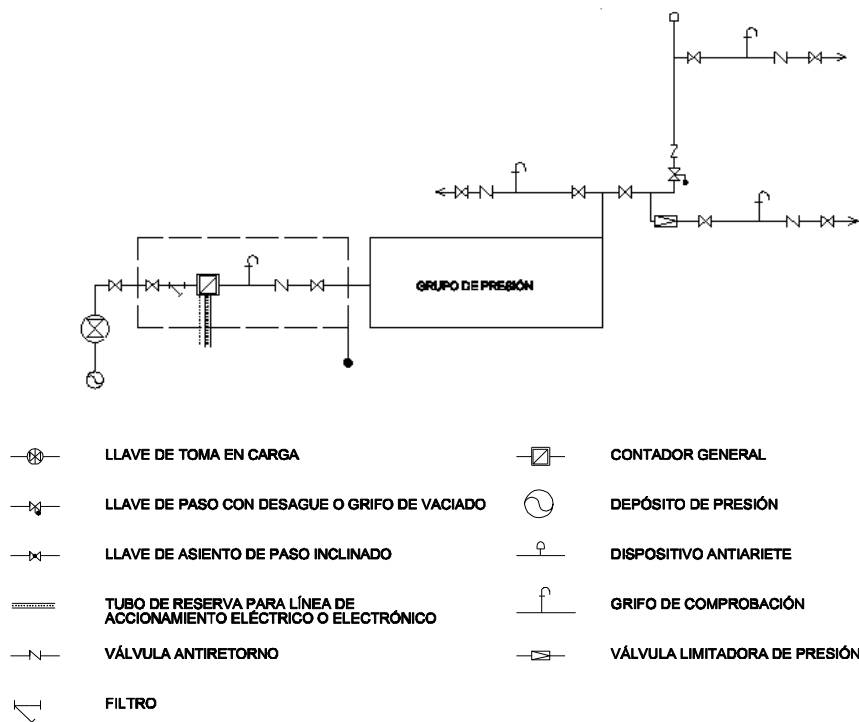 GRUPO DE PRESIÓN
LLAVE DE TOMA EN CARGA
LLAVE DE PASO CON DESAGUE O GRIFO DE VACIADO
LLAVE DE ASIENTO DE PASO INCLINADO
TUBO DE RESERVA PARA LÍNEA DE
ACCIONAMIENTO ELÉCTRICO O ELECTRÓNICO
VÁLVULA ANTIRETORNO
FILTRO
CONTADOR GENERAL
DEPÓSITO DE PRESIÓN
DISPOSITIVO ANTIARIETE
GRIFO DE COMPROBACIÓN
VÁLVULA LIMITADORA DE PRESIÓN